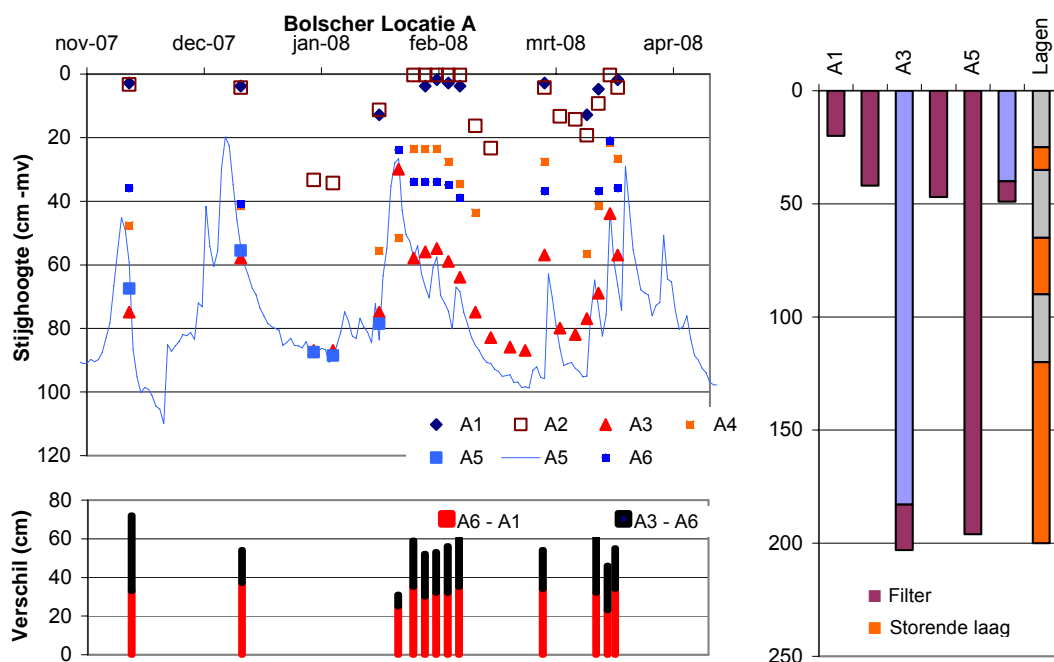 Bolscher Locatie A
nov-07 dec-07 jan-08 feb-08 mrt-08 apr-08
Stijghoogte (cm -mv)
0
20
40
60
80
100
120
A1 A2 A3 A4
A5 A5 A6
Verschil (cm)
80
60
40
20
0
A6 - A1 A3 - A6
A1 A3 A5 Lagen
0
50
100
150
200
250
Filter
Storende laag